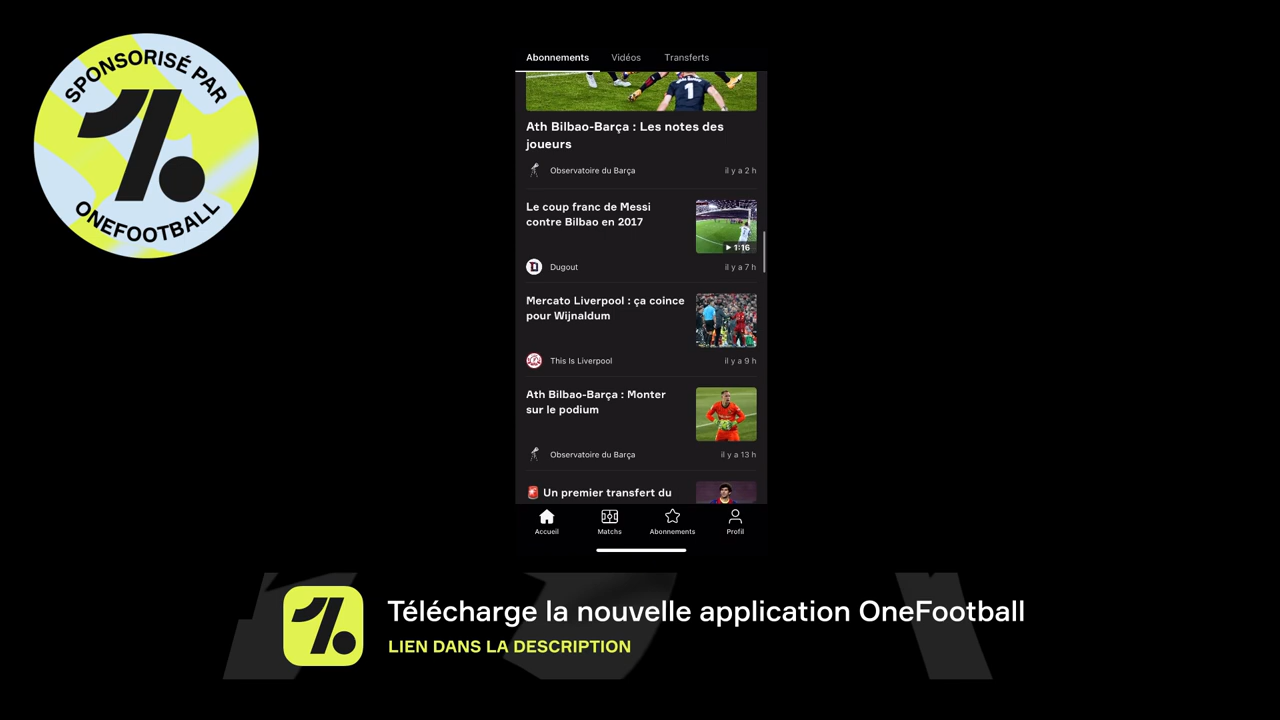 SPONSORISÉ PAR
ONEFOOTBALL
Abonnements Vidéos Transferts
1
Ath Bilbao-Barça : Les notes des
joueurs
Observatoire du Barça il y a 2 h
Le coup franc de Messi
contre Bilbao en 2017
1:16
Dugout il y a 7 h
Mercato Liverpool : ça coince
pour Wijnaldum
This Is Liverpool il y a 9 h
Ath Bilbao-Barça : Monter
sur le podium
Observatoire du Barça il y a 13 h
🚨 Un premier transfert du
Accueil Matchs Abonnements Profil
Télécharge la nouvelle application OneFootball
LIEN DANS LA DESCRIPTION